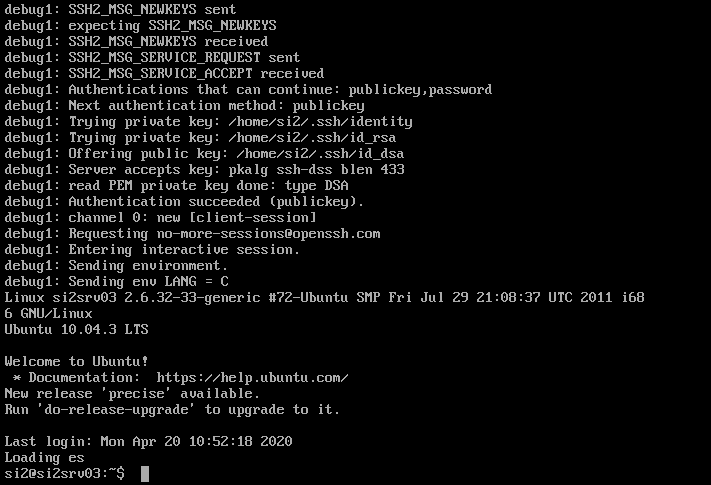 debug1: SSH2_MSG_NEWKEYS sent
debug1: expecting SSH2_MSG_NEWKEYS
debug1: SSH2_MSG_NEWKEYS received
debug1: SSH2_MSG_SERVICE_REQUEST sent
debug1: SSH2_MSG_SERVICE_ACCEPT received
debug1: Authentications that can continue: publickey,password
debug1: Next authentication method: publickey
debug1: Trying private key: /home/si2/.ssh/identity
debug1: Trying private key: /home/si2/.ssh/id_rsa
debug1: Offering public key: /home/si2/.ssh/id_dsa
debug1: Server accepts key: pkalg ssh-dss blen 433
debug1: read PEM private key done: type DSA
debug1: Authentication succeeded (publickey).
debug1: channel 0: new [client-session]
debug1: Requesting no-more-sessions@openssh.com
debug1: Entering interactive session.
debug1: Sending environment.
debug1: Sending env LANG = C
Linux si2srv03 2.6.32-33-generic #72-Ubuntu SMP Fri Jul 29 21:08:37 UTC 2011 i68
6 GNU/Linux
Ubuntu 10.04.3 LTS

Welcome to Ubuntu!
 * Documentation:  https://help.ubuntu.com/
New release 'precise' available.
Run 'do-release-upgrade' to upgrade to it.

Last login: Mon Apr 20 10:52:18 2020
Loading es
si2@si2srv03:~$